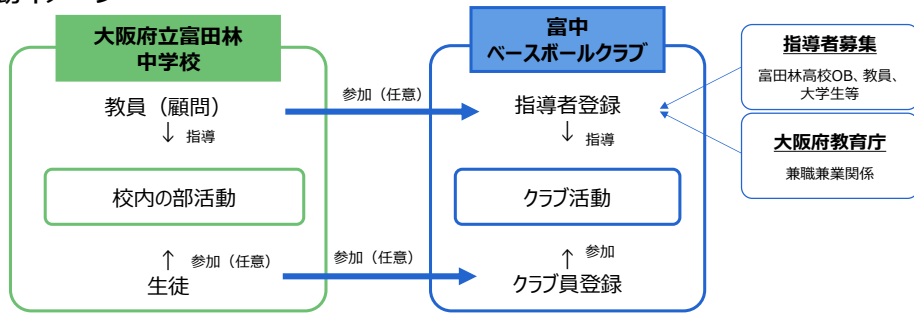 大阪府立富田林
中学校
教員（顧問）
↓ 指導
校内の部活動
↑ 参加（任意）
生徒
参加（任意）
参加（任意）
富中
ベースボールクラブ
指導者登録
↓ 指導
クラブ活動
↑ 参加
クラブ員登録
指導者募集
富田林高校OB、教員、
大学生等
大阪府教育庁
兼職兼業関係